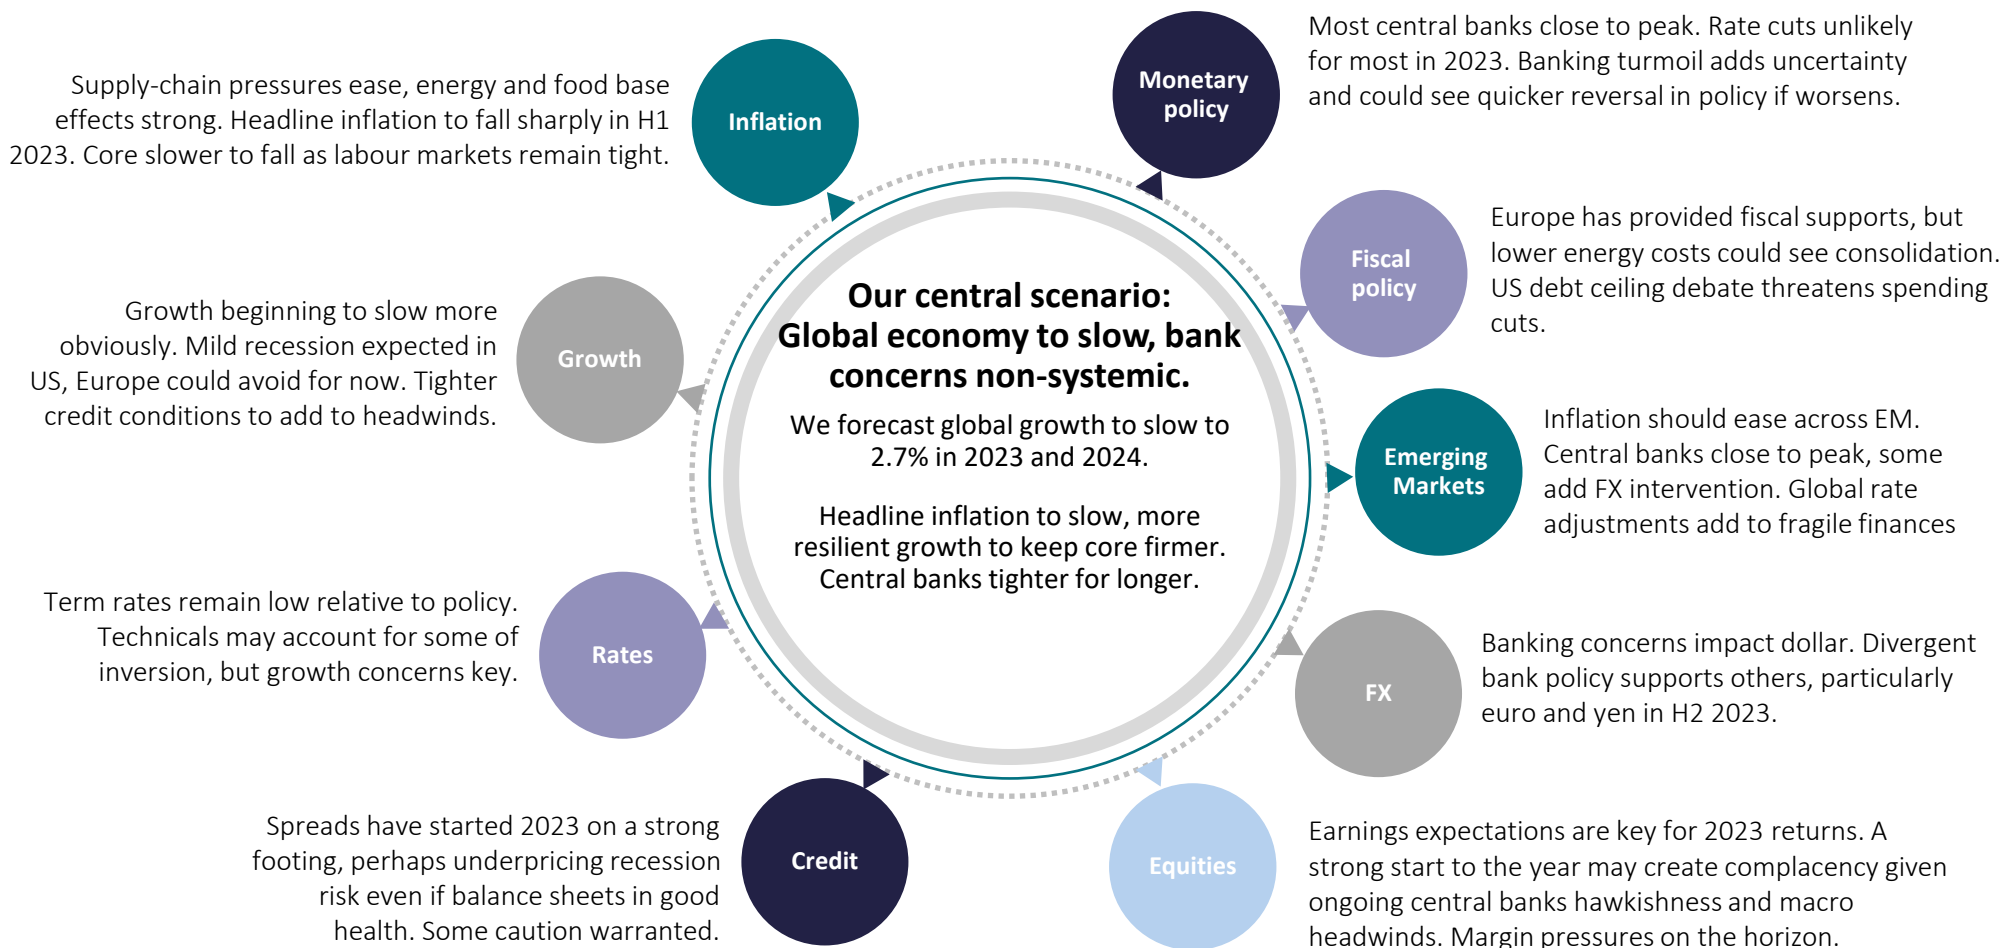 Supply-chain pressures ease, energy and food base
effects strong. Headline inflation to fall sharply in H1
2023. Core slower to fall as labour markets remain tight.
Inflation
Monetary
policy
Most central banks close to peak. Rate cuts unlikely
for most in 2023. Banking turmoil adds uncertainty
and could see quicker reversal in policy if worsens.
Growth beginning to slow more
obviously. Mild recession expected in
US, Europe could avoid for now. Tighter
credit conditions to add to headwinds.
Growth
Our central scenario:
Global economy to slow, bank
concerns non-systemic.
We forecast global growth to slow to
2.7% in 2023 and 2024.
Headline inflation to slow, more
resilient growth to keep core firmer.
Central banks tighter for longer.
Fiscal
policy
Europe has provided fiscal supports, but
lower energy costs could see consolidation.
US debt ceiling debate threatens spending
cuts.
Emerging
Markets
Inflation should ease across EM.
Central banks close to peak, some
add FX intervention. Global rate
adjustments add to fragile finances
Term rates remain low relative to policy.
Technicals may account for some of
inversion, but growth concerns key.
Rates
FX
Banking concerns impact dollar. Divergent
bank policy supports others, particularly
euro and yen in H2 2023.
Spreads have started 2023 on a strong
footing, perhaps underpricing recession
risk even if balance sheets in good
health. Some caution warranted.
Credit
Equities
Earnings expectations are key for 2023 returns. A
strong start to the year may create complacency given
ongoing central banks hawkishness and macro
headwinds. Margin pressures on the horizon.